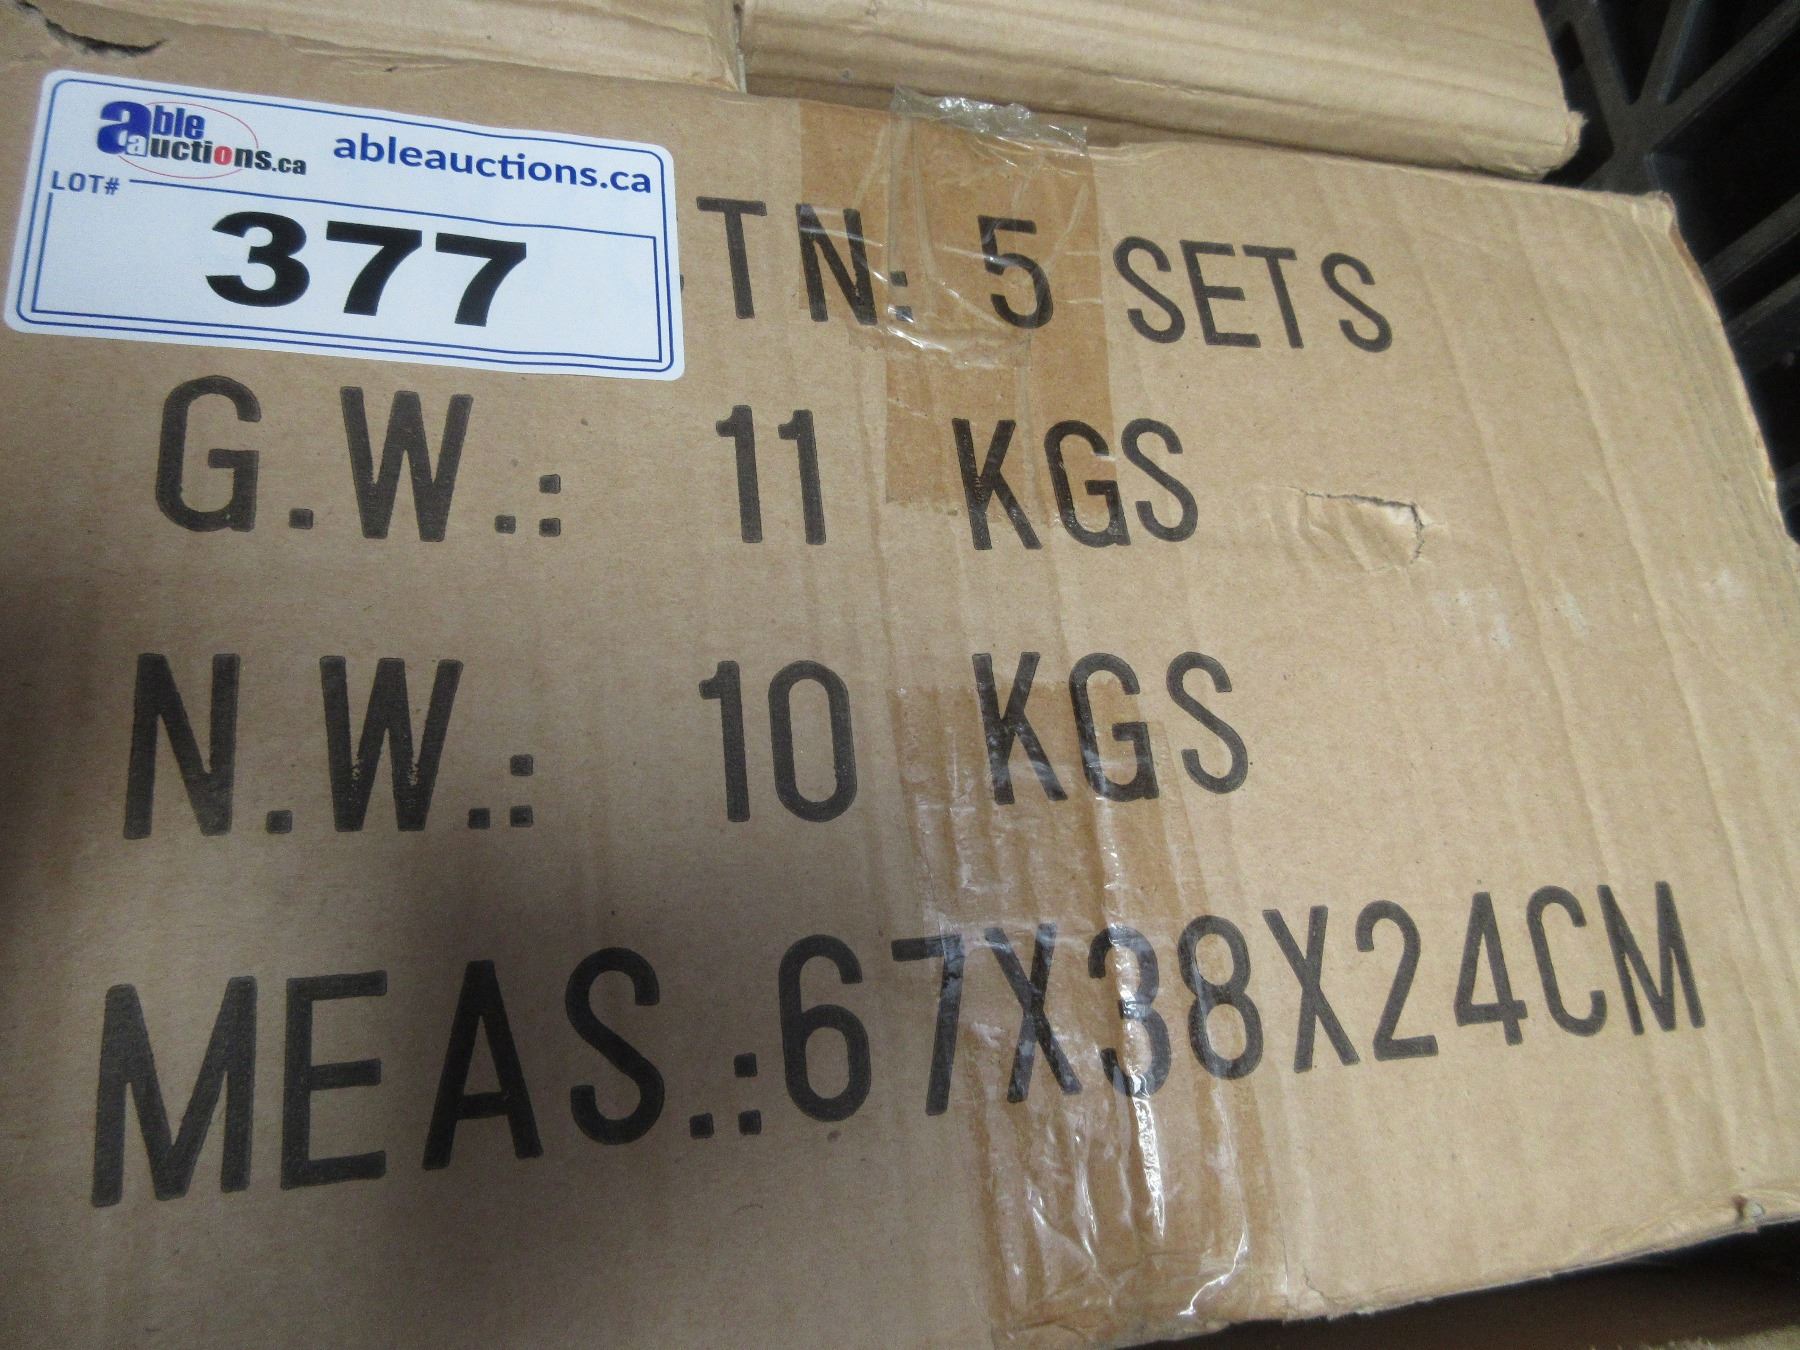 able auctions.ca
ableauctions.ca
LOT#
377
TN: 5 SETS
G.W.: 11 KGS
N.W.: 10 KGS
MEAS.:67X38X24CM